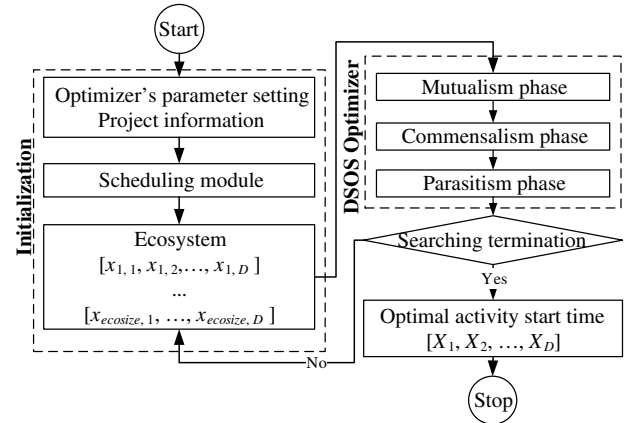 Start
Initialization
Optimizer's parameter setting
Project information
Scheduling module
Ecosystem
[x1, 1, x1, 2,…, x1, D ]
...
[xecosize, 1, …, xecosize, D ]
DSOS Optimizer
Mutualism phase
Commensalism phase
Parasitism phase
Searching termination
Yes
No
Optimal activity start time
[X1, X2, …, XD]
Stop